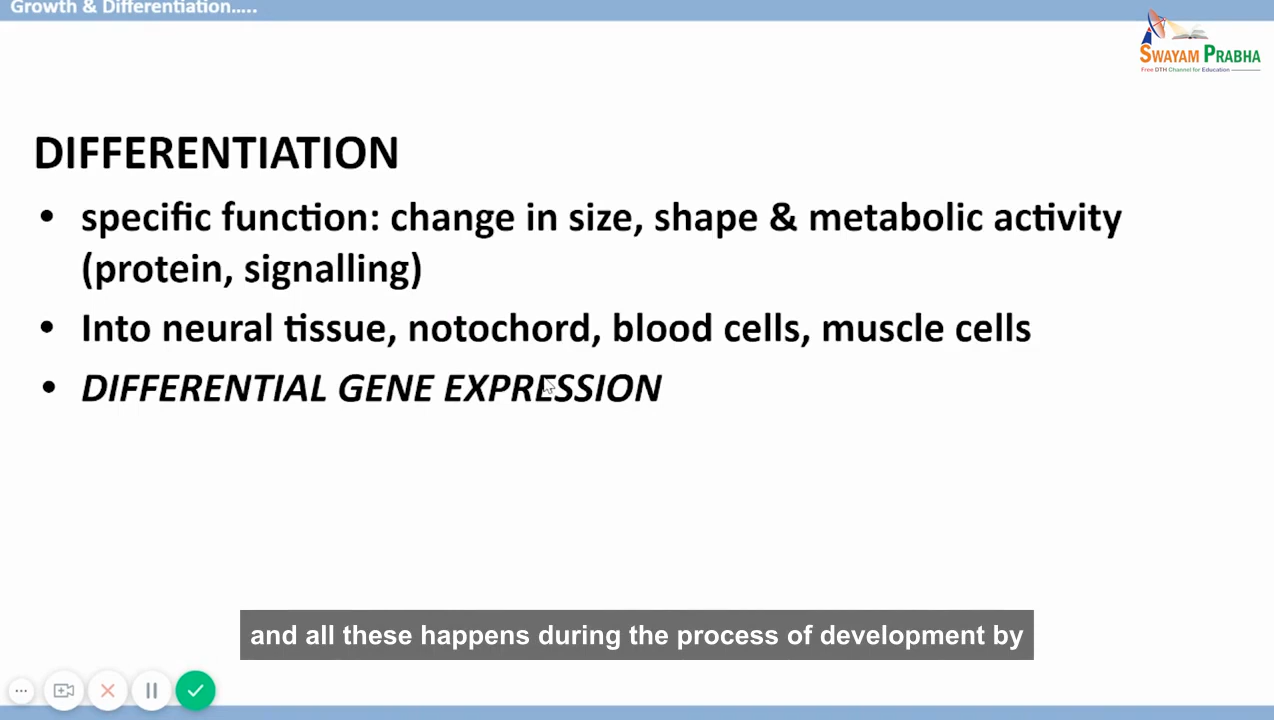 Growth & Differentiation.....
SWAYAM PRABHA
Free DTH Channel for Education
DIFFERENTIATION
• specific function: change in size, shape & metabolic activity
(protein, signalling)
• Into neural tissue, notochord, blood cells, muscle cells
• DIFFERENTIAL GENE EXPRESSION
and all these happens during the process of development by